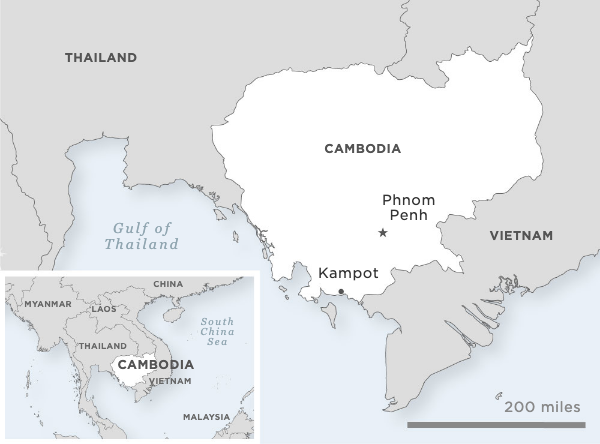 THAILAND
CAMBODIA
Phnom
Penh
Gulf of
Thailand
VIETNAM
Kampot
CHINA
MYANMAR
LAOS
South
China
Sea
THAILAND
CAMBODIA
VIETNAM
MALAYSIA
200 miles